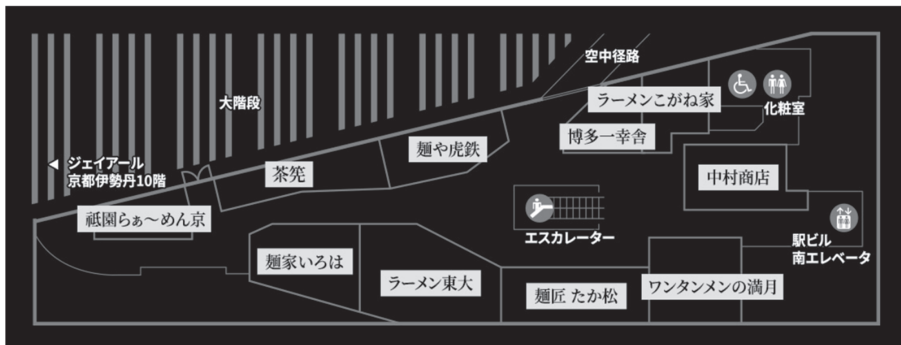 空中径路
ラーメンこがね家
化粧室
大階段
博多一幸舎
麺や虎鉄
ジェイアール
京都伊勢丹10階
茶筅
中村商店
祇園らぁ〜めん京
エスカレーター
駅ビル
南エレベータ
麺家いろは
ラーメン東大
麺匠 たか松
ワンタンメンの満月